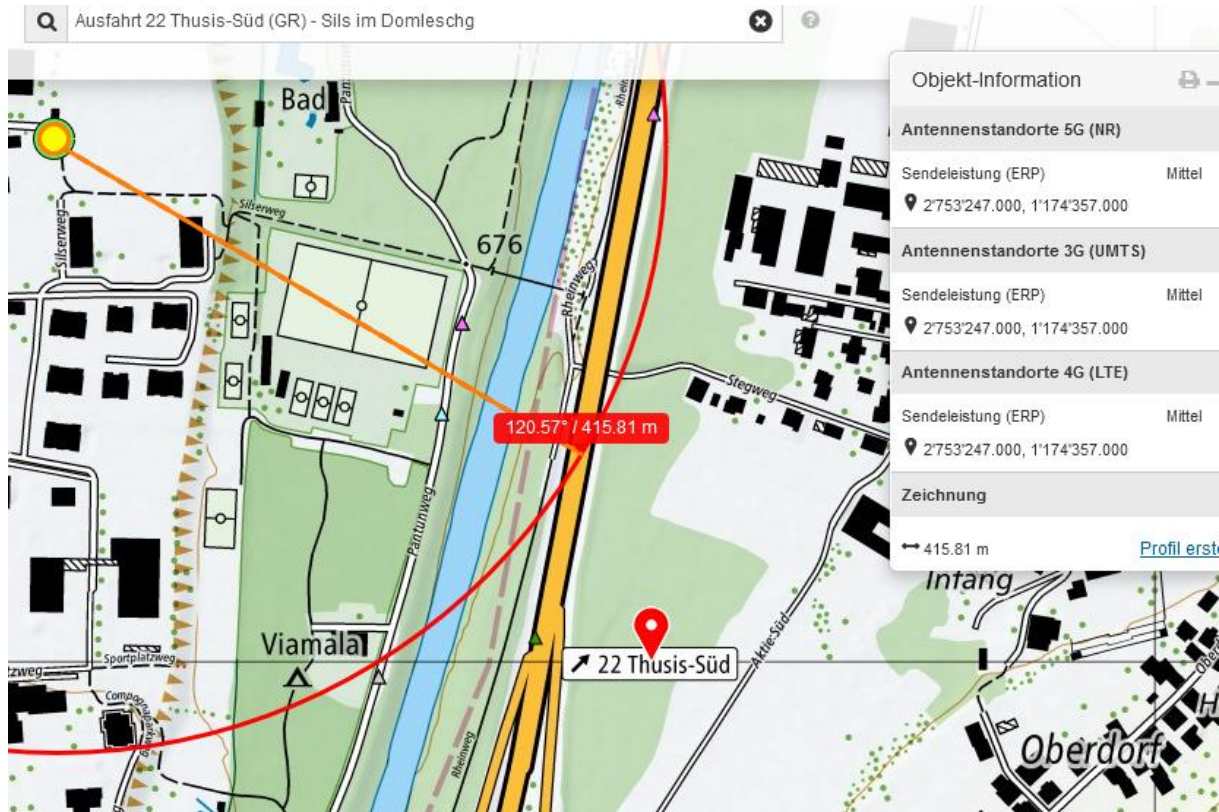 Ausfahrt 22 Thusis-Süd (GR) - Sils im Domleschg
Objekt-Information
Antennenstandorte 5G (NR)
Sendeleistung (ERP) Mittel
2'753'247.000, 1'174'357.000
Antennenstandorte 3G (UMTS)
Sendeleistung (ERP) Mittel
2'753'247.000, 1'174'357.000
Antennenstandorte 4G (LTE)
Sendeleistung (ERP) Mittel
2'753'247.000, 1'174'357.000
Zeichnung
415.81 m Profil erste
Bad
Silserweg
Silserweg
676
Rheinweg
Stegweg
120.57° / 415.81 m
Pantunweg
Infang
Viamala
22 Thusis-Süd
Aktie-Süd
Sportplatzweg
Compognaparkweg
Rheinweg
Oberdorf